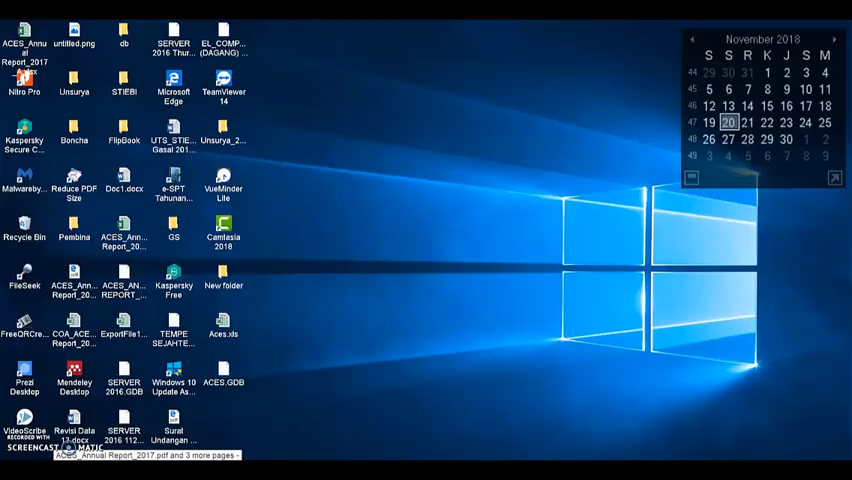 ACES_Annu
al
Report_2017
untitled.png
db
SERVER
2016 Thur...
EL_COMP...
(DAGANG) ...
Nitro Pro
Unsurya
STIEBI
Microsoft
Edge
TeamViewer
14
Kaspersky
Secure C...
Boncha
FlipBook
UTS_STIE...
Gasal 201...
Unsurya_2...
Malwareby...
Reduce PDF
Size
Doc1.docx
e-SPT
Tahunan...
VueMinder
Lite
Recycle Bin
Pembina
ACES_Ann...
Report_20...
GS
Camtasia
2018
FileSeek
ACES_Ann...
Report_20...
ACES_AN...
REPORT_...
Kaspersky
Free
New folder
FreeQRCre...
COA_ACE...
Report_20...
ExportFile1...
TEMPE
SEJAHTE...
Aces.xls
Prezi
Desktop
Mendeley
Desktop
SERVER
2016.GDB
Windows 10
Update As...
ACES.GDB
VideoScribe
Revisi Data
13.docx
SERVER
2016 112...
Surat
Undangan ...
RECORDED WITH
SCREENCAST MATIC
ACES_Annual Report_2017.pdf and 3 more pages -
November 2018
S S R K J S M
44 29 30 31 1 2 3 4
45 5 6 7 8 9 10 11
46 12 13 14 15 16 17 18
47 19 20 21 22 23 24 25
48 26 27 28 29 30 1 2
49 3 4 5 6 7 8 9